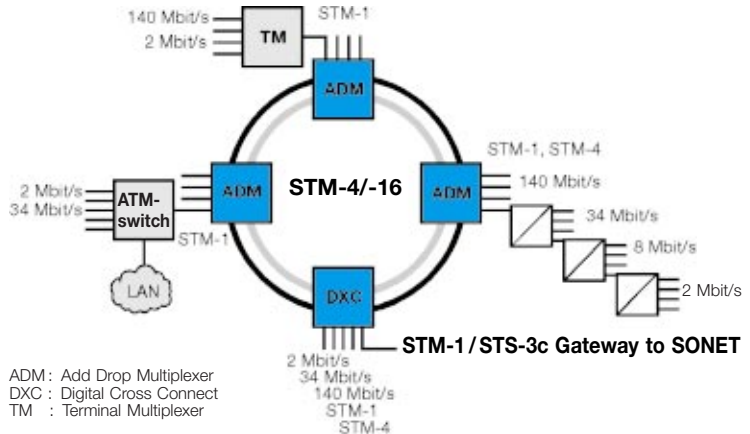 140 Mbit/s
2 Mbit/s
TM
STM-1
ADM
STM-1, STM-4
140 Mbit/s
ADM
34 Mbit/s
8 Mbit/s
2 Mbit/s
STM-4/-16
ADM
2 Mbit/s
34 Mbit/s
ATM-
switch
STM-1
LAN
DXC
STM-1/STS-3c Gateway to SONET
2 Mbit/s
34 Mbit/s
140 Mbit/s
STM-1
STM-4
ADM : Add Drop Multiplexer
DXC : Digital Cross Connect
TM : Terminal Multiplexer